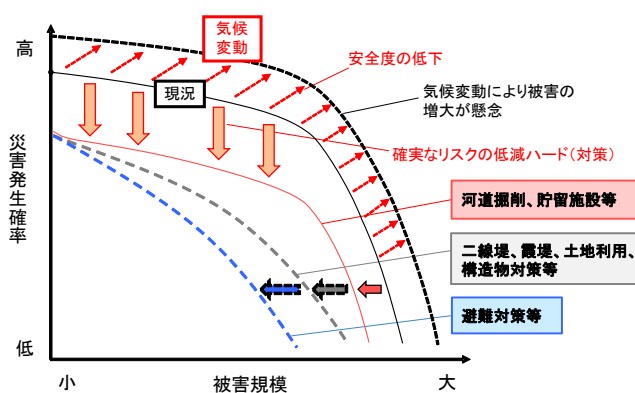 気候
変動
高
安全度の低下
現況
気候変動により被害の
増大が懸念
災害発生確率
確実なリスクの低減ハード(対策)
河道掘削、貯留施設等
二線堤、霞堤、土地利用、
構造物対策等
避難対策等
低
小
被害規模
大